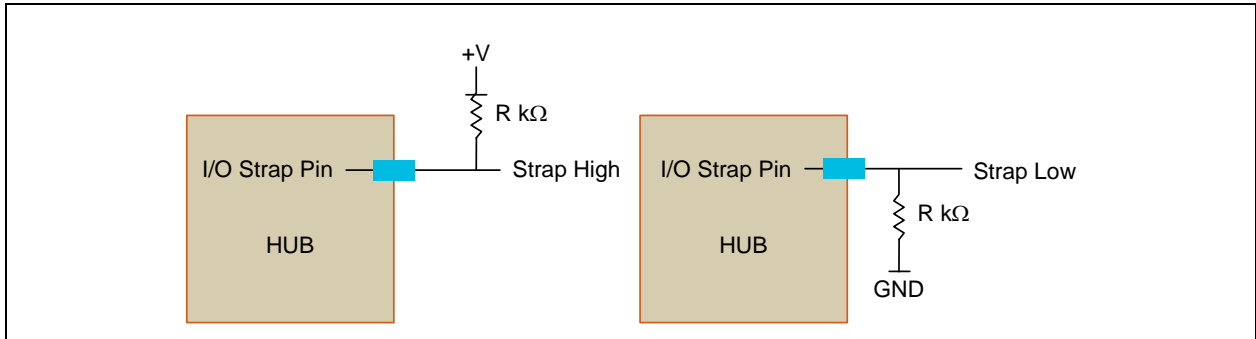 +V
R kΩ
I/O Strap Pin
Strap High
HUB
I/O Strap Pin
Strap Low
R kΩ
HUB
GND